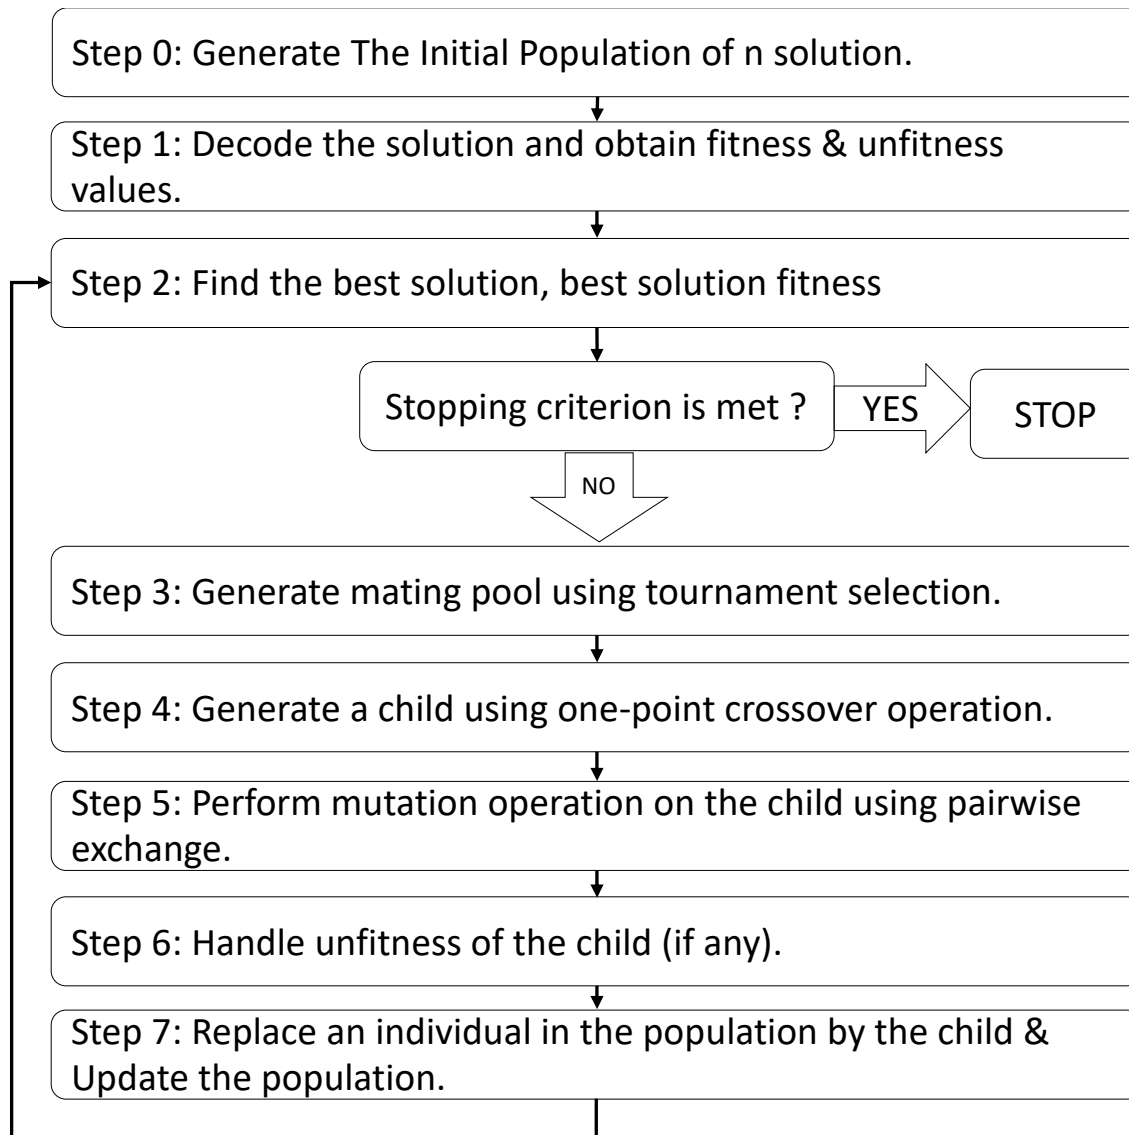 Step 0: Generate The Initial Population of n solution.
Step 1: Decode the solution and obtain fitness & unfitness
values.
Step 2: Find the best solution, best solution fitness
Stopping criterion is met ?
YES
STOP
NO
Step 3: Generate mating pool using tournament selection.
Step 4: Generate a child using one-point crossover operation.
Step 5: Perform mutation operation on the child using pairwise
exchange.
Step 6: Handle unfitness of the child (if any).
Step 7: Replace an individual in the population by the child &
Update the population.